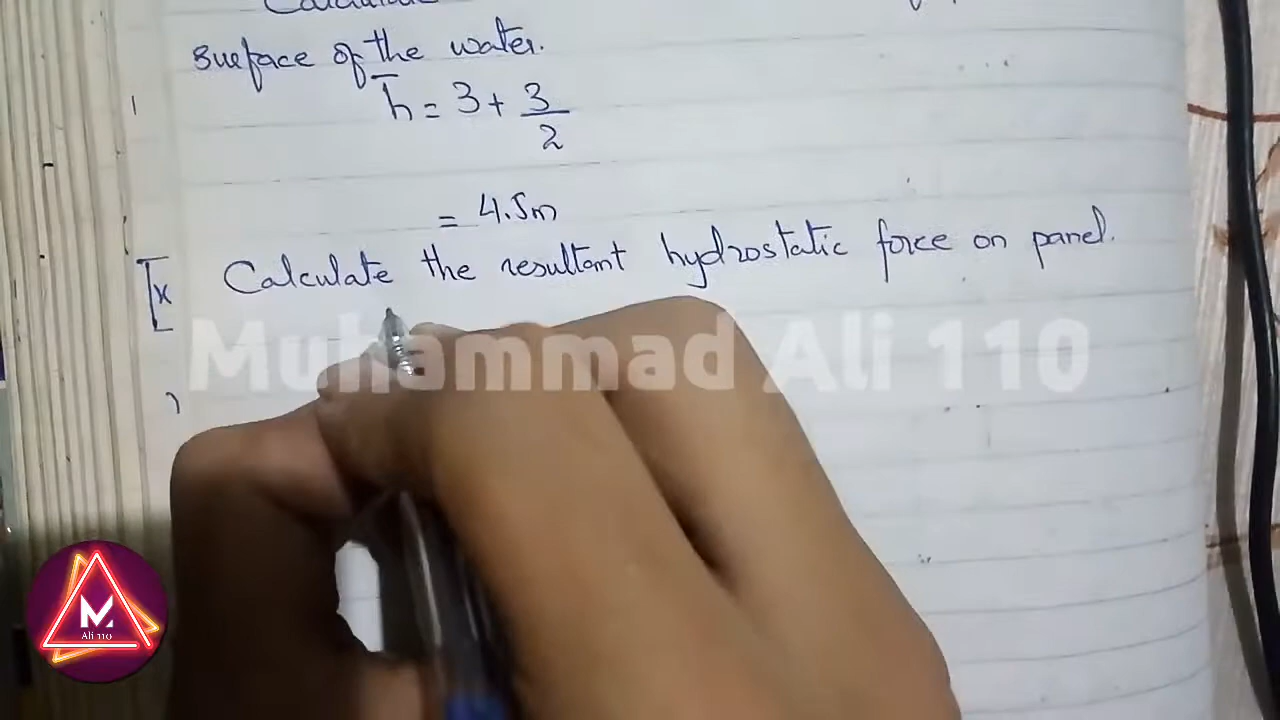 surface of the water.
h̄ = 3 + 3/2
= 4.5m
Calculate the resultant hydrostatic force on panel.
Muhammad Ali 110
M
Ali 110